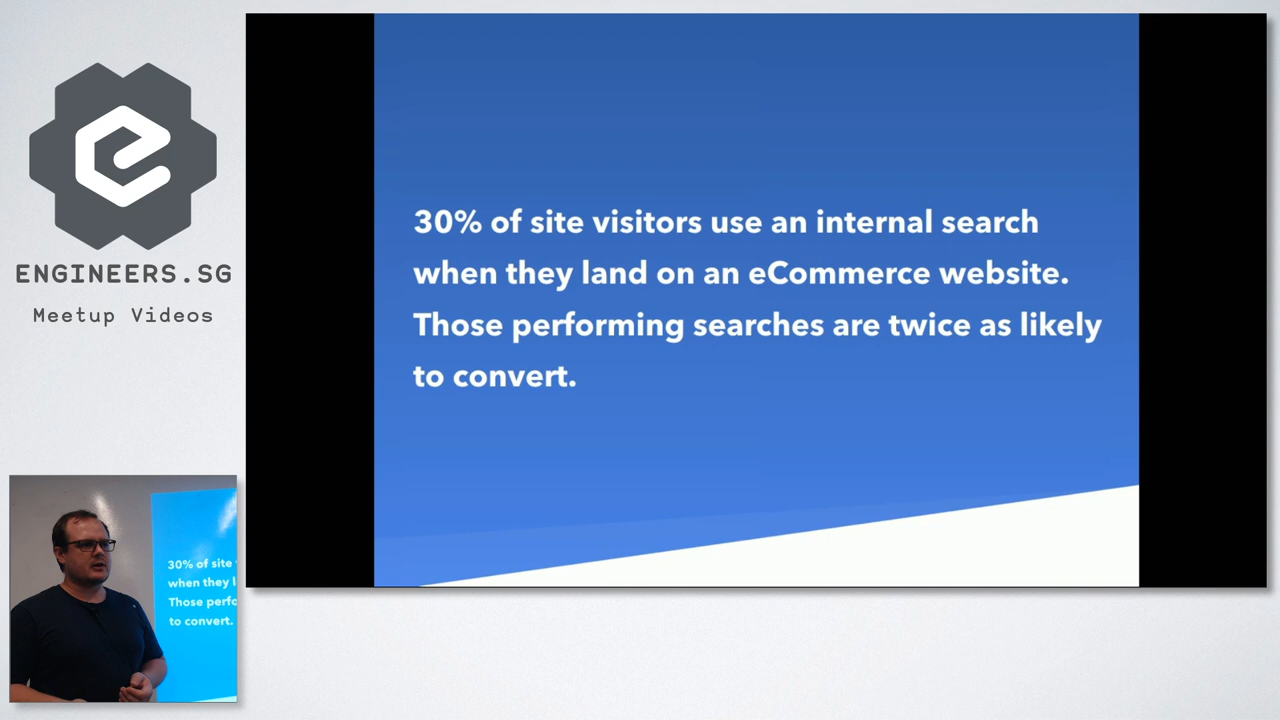 ENGINEERS.SG
Meetup Videos
30% of site visitors use an internal search
when they land on an eCommerce website.
Those performing searches are twice as likely
to convert.
30% of site
when they l
Those perfo
to convert.